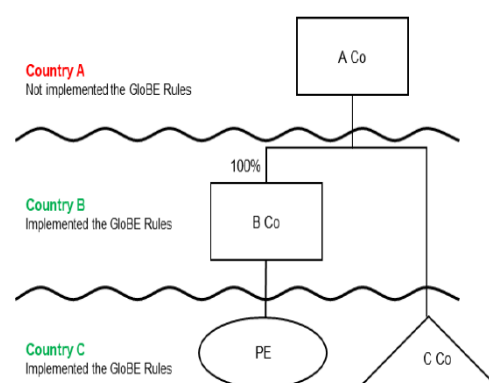 A Co
Country A
Not implemented the GloBE Rules
100%
Country B
Implemented the GloBE Rules
B Co
Country C
Implemented the GloBE Rules
PE
C Co